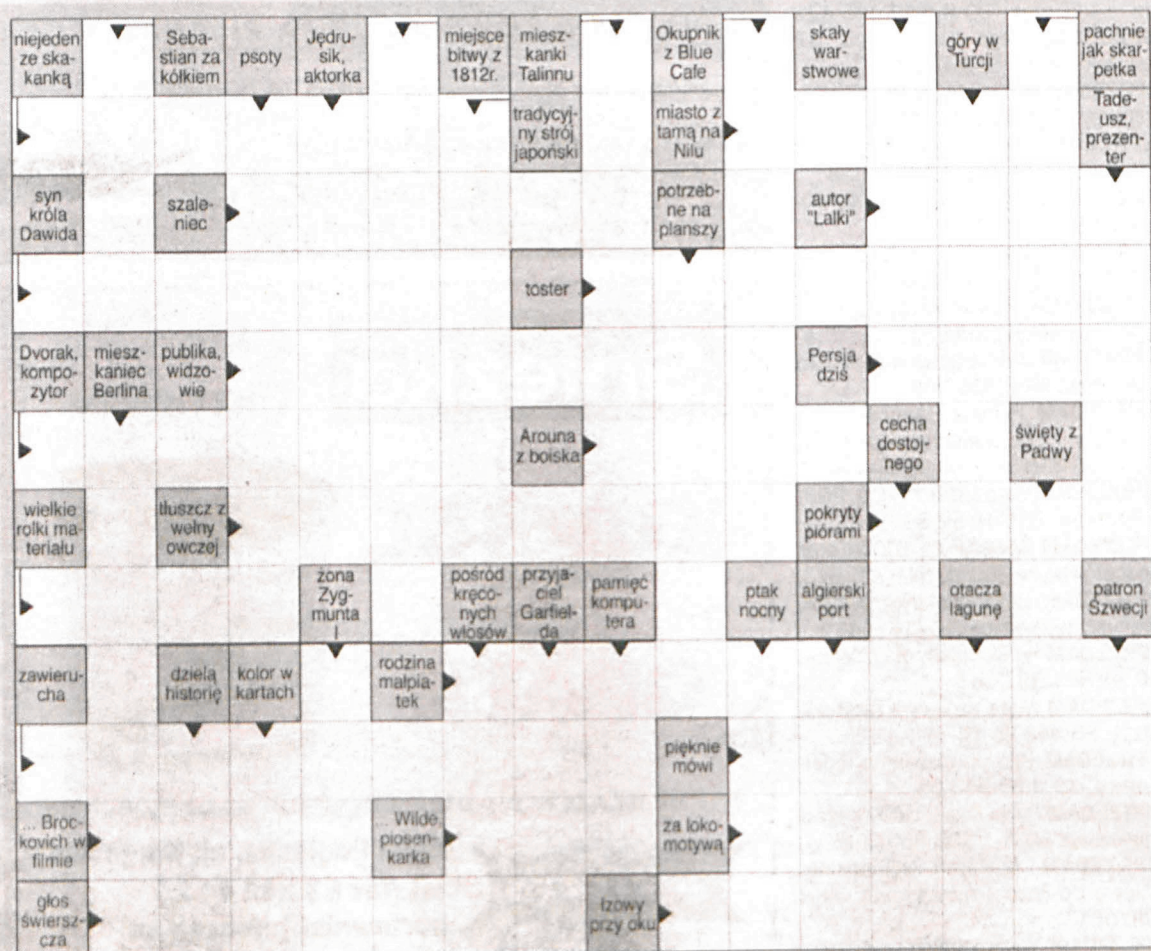 niejeden
ze ska-
kanką
Seba-
stian za
kółkiem
psoty
Jędru-
sik,
aktorka
miejsce
bitwy z
1812r.
miesz-
kanki
Talinnu
Okupnik
z Blue
Cafe
skały
war-
stwowe
góry w
Turcji
pachnie
jak skar-
petka
tradycyj-
ny strój
japoński
miasto z
tamą na
Nilu
Tade-
usz,
prezen-
ter
syn
króla
Dawida
szale-
niec
potrzeb-
ne na
planszy
autor
"Lalki"
toster
Dvorak,
kompo-
zytor
miesz-
kaniec
Berlina
publika,
widzo-
wie
Persja
dziś
Arouna
z boiska
cecha
dostoj-
nego
święty z
Padwy
wielkie
rolki ma-
teriału
tłuszcz z
wełny
owczej
pokryty
piórami
żona
Zyg-
munta
I
pośród
kręco-
nych
włosów
przyja-
ciel
Garfiel-
da
pamięć
kompu-
tera
ptak
nocny
algierski
port
otacza
lagunę
patron
Szwecji
zawieru-
cha
dzielą
historię
kolor w
kartach
rodzina
małpia-
tek
pięknie
mówi
... Broc-
kovich w
filmie
Wilde,
piosen-
karka
za loko-
motywą
głos
świersz-
cza
łzowy
przy oku